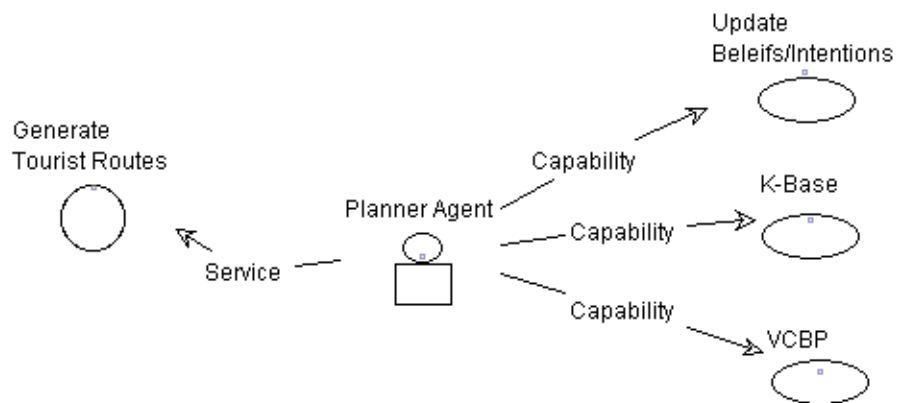 Update
Beleifs/Intentions
Generate
Tourist Routes
Capability
K-Base
Planner Agent
Capability
Service
Capability
VCBP